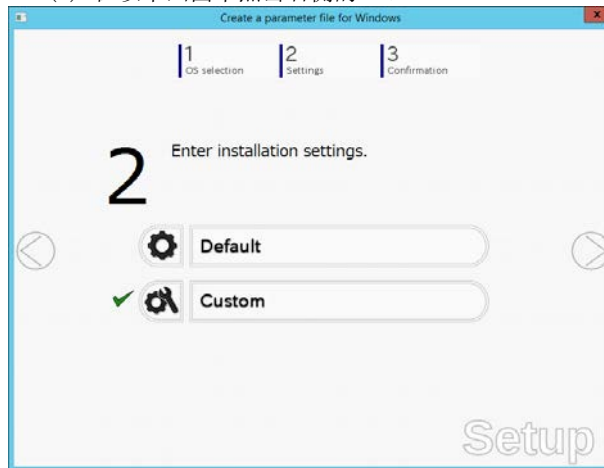 Create a parameter file for Windows
x
1
OS selection
2
Settings
3
Confirmation
2
Enter installation settings.
Default
Custom
Setup